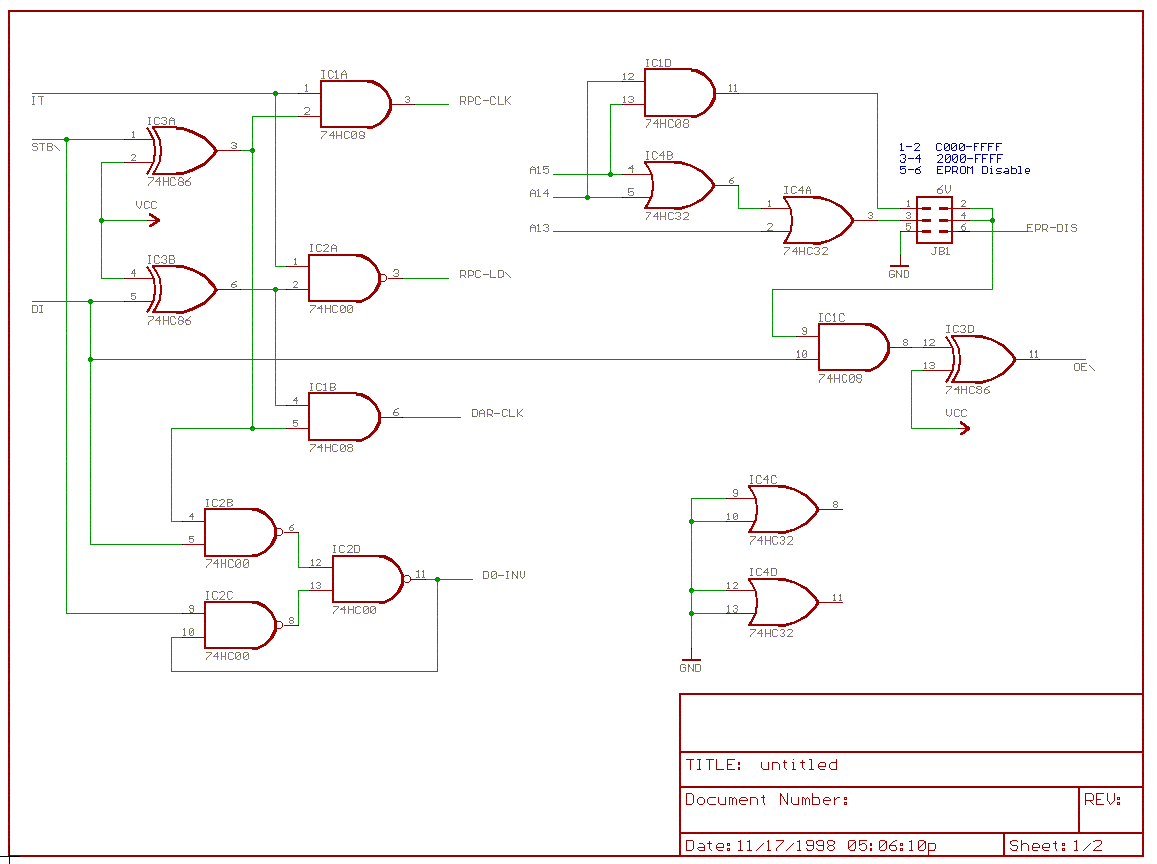 IC1A
1
2
3
74HC08
RPC-CLK
IT
IC3A
STB\
1
2
3
74HC86
VCC
IC3B
4
5
6
74HC86
DI
IC2A
1
2
3
74HC00
RPC-LD\
IC1B
4
5
6
74HC08
DAR-CLK
IC2B
4
5
6
74HC00
IC2C
9
10
8
74HC00
IC2D
12
13
11
74HC00
D0-INV
IC1D
12
13
11
74HC08
IC4B
A15
A14
4
5
6
74HC32
A13
IC4A
1
2
3
74HC32
1-2 C000-FFFF
3-4 2000-FFFF
5-6 EPROM Disable
6V
1 2
3 4
5 6
JB1
GND
EPR-DIS
IC1C
9
10
8
74HC08
IC3D
12
13
11
74HC86
OE\
VCC
IC4C
9
10
8
74HC32
IC4D
12
13
11
74HC32
GND
TITLE: untitled
Document Number:
REV:
Date: 11/17/1998 05:06:10p
Sheet: 1/2